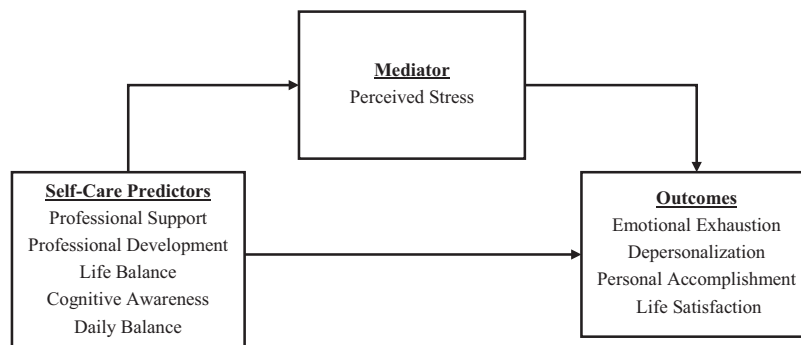 Mediator
Perceived Stress
Self-Care Predictors
Professional Support
Professional Development
Life Balance
Cognitive Awareness
Daily Balance
Outcomes
Emotional Exhaustion
Depersonalization
Personal Accomplishment
Life Satisfaction